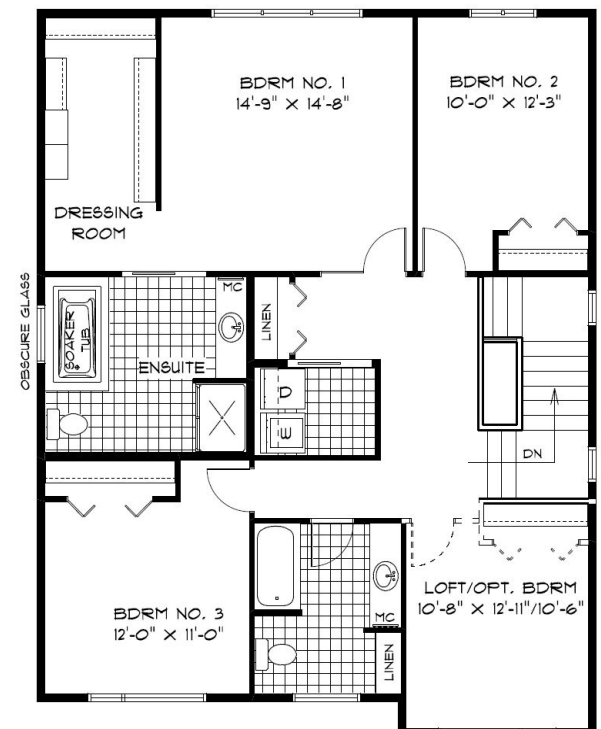 BDRM NO. 1
14'-9" X 14'-8"
BDRM NO. 2
10'-0" X 12'-3"
DRESSING
ROOM
OBSCURE GLASS
MC
LINEN
SOAKER
TUB
ENSUITE
D
W
DN
BDRM NO. 3
12'-0" X 11'-0"
LOFT/OPT. BDRM
10'-8" X 12'-11"/10'-6"
MC
LINEN